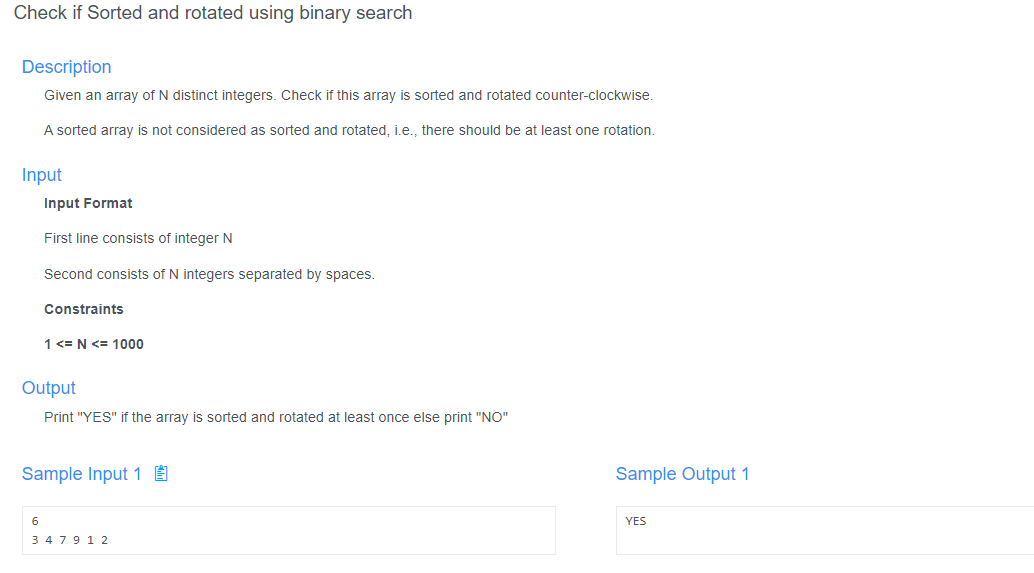 Check if Sorted and rotated using binary search
Description
Given an array of N distinct integers. Check if this array is sorted and rotated counter-clockwise.
A sorted array is not considered as sorted and rotated, i.e., there should be at least one rotation.
Input
Input Format
First line consists of integer N
Second consists of N integers separated by spaces.
Constraints
1 <= N <= 1000
Output
Print "YES" if the array is sorted and rotated at least once else print "NO"
Sample Input 1
Sample Output 1
6
3 4 7 9 1 2
YES